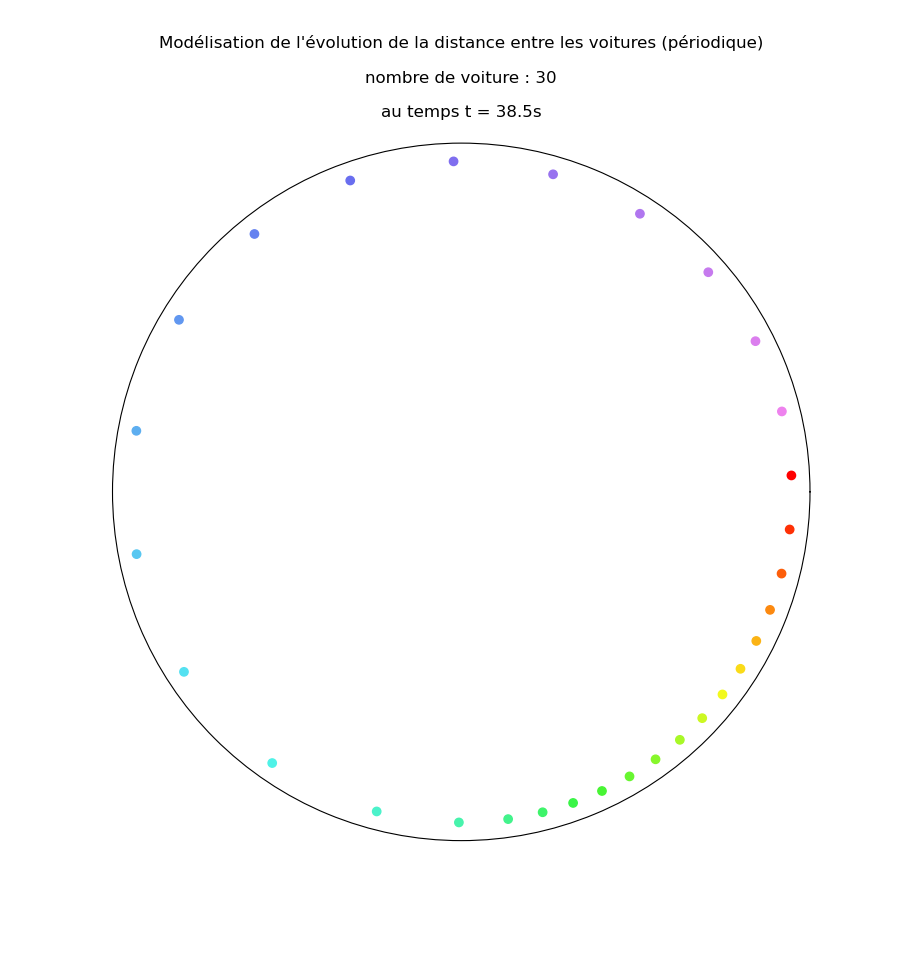 Modélisation de l'évolution de la distance entre les voitures (périodique)
nombre de voiture : 30
au temps t = 38.5s